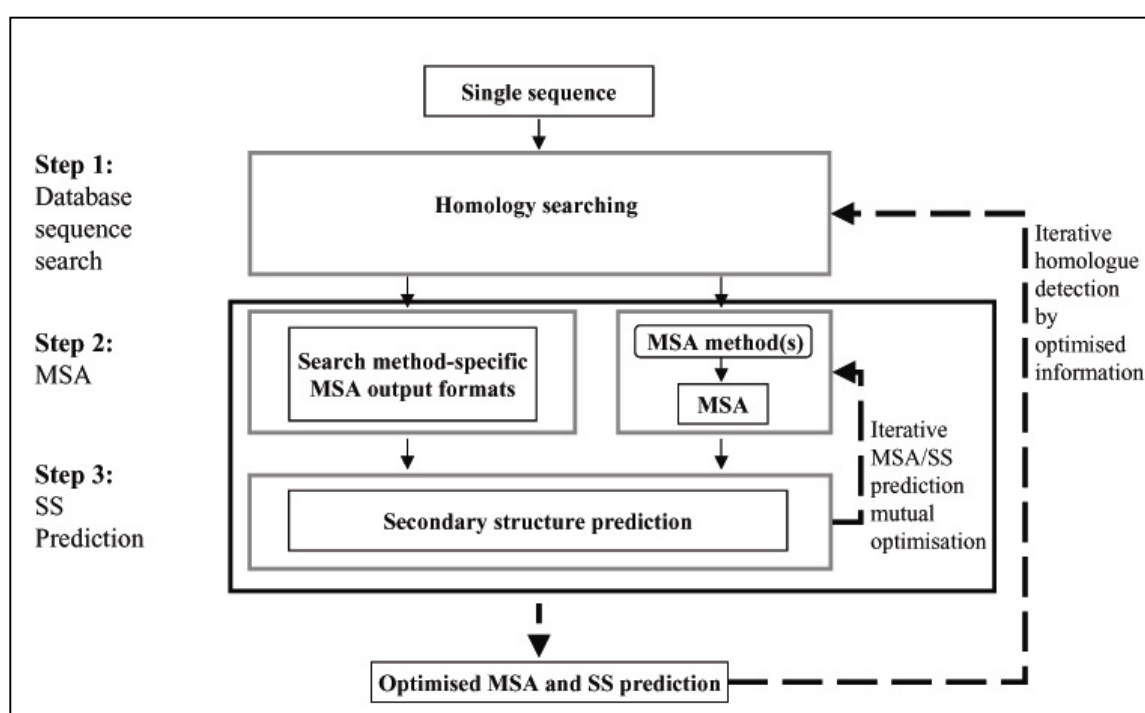 Single sequence
Step 1:
Database
sequence
search
Homology searching
Iterative
homologue
detection
by
optimised
information
Step 2:
MSA
Search method-specific
MSA output formats
MSA method(s)
MSA
Iterative
MSA/SS
prediction
mutual
optimisation
Step 3:
SS
Prediction
Secondary structure prediction
Optimised MSA and SS prediction